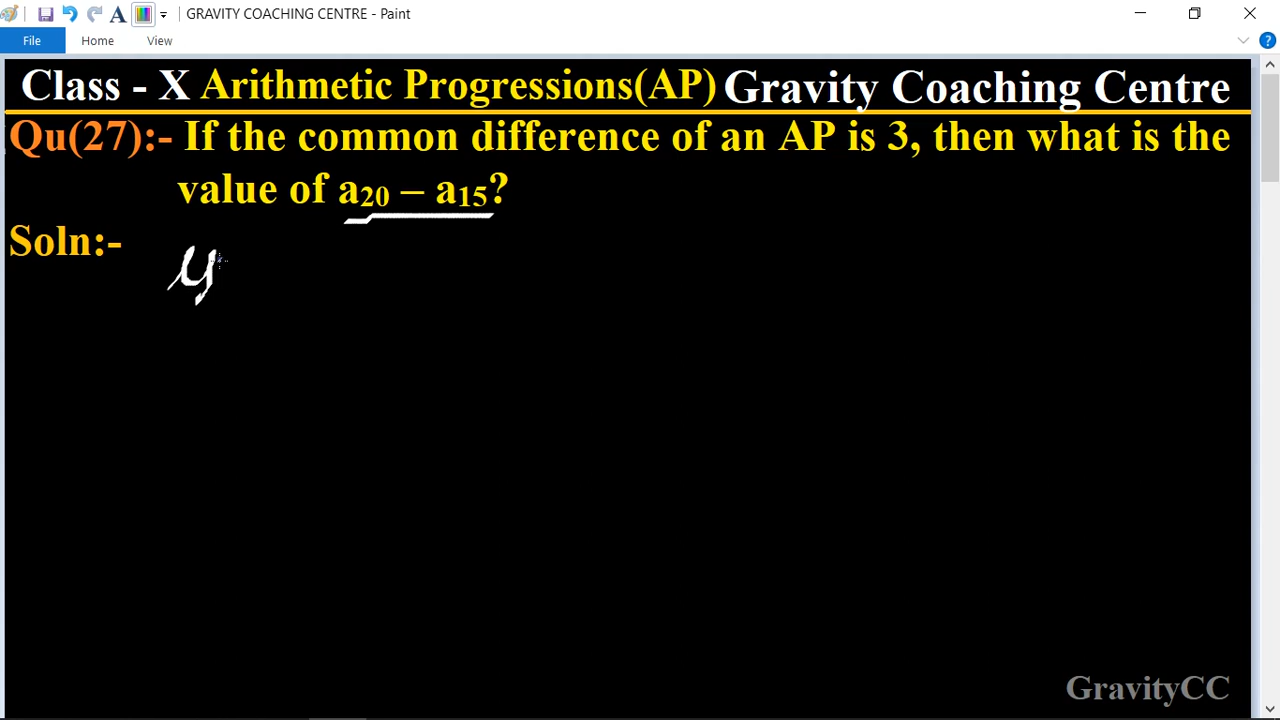 GRAVITY COACHING CENTRE - Paint
File Home View
Class - X Arithmetic Progressions(AP) Gravity Coaching Centre
Qu(27):- If the common difference of an AP is 3, then what is the
value of a₂₀ – a₁₅?
Soln:-
GravityCC